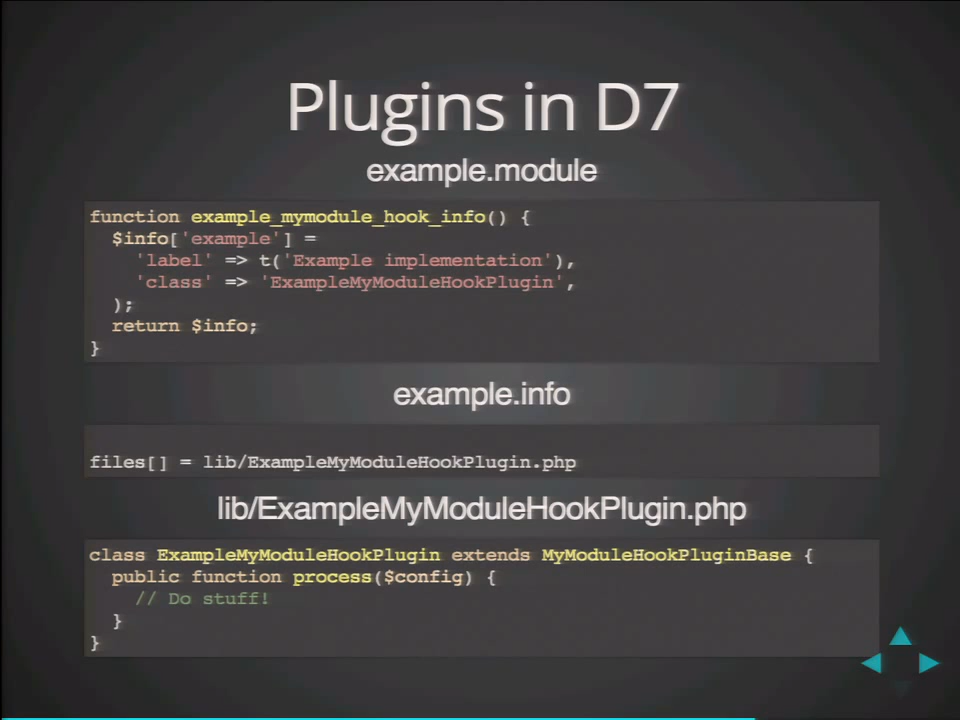 Plugins in D7
example.module
function example_mymodule_hook_info() {
  $info['example'] =
    'label' => t('Example implementation'),
    'class' => 'ExampleMyModuleHookPlugin',
  );
  return $info;
}
example.info
files[] = lib/ExampleMyModuleHookPlugin.php
lib/ExampleMyModuleHookPlugin.php
class ExampleMyModuleHookPlugin extends MyModuleHookPluginBase {
  public function process($config) {
    // Do stuff!
  }
}